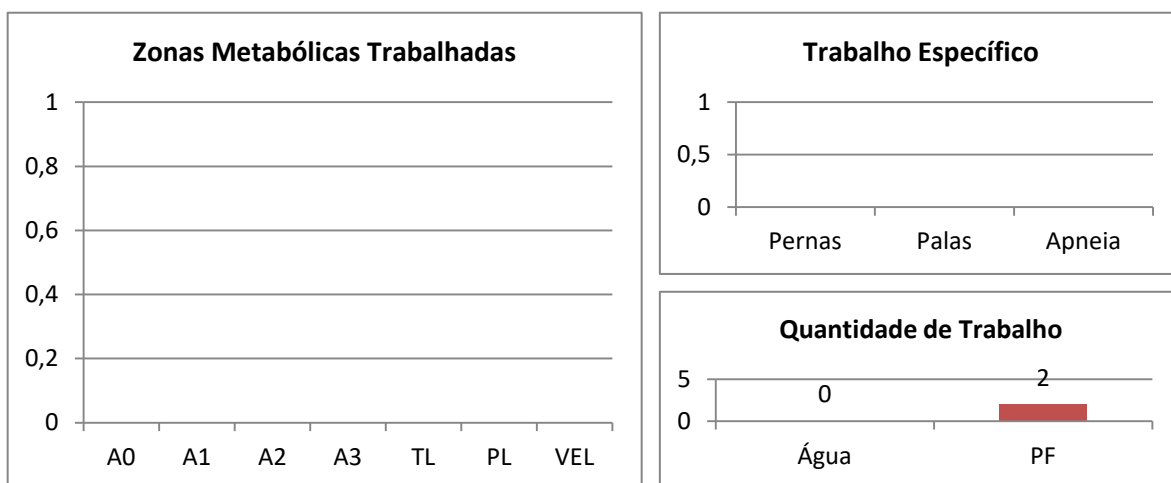 Zonas Metabólicas Trabalhadas
1
0,8
0,6
0,4
0,2
0
A0 A1 A2 A3 TL PL VEL
Trabalho Específico
1
0,5
0
Pernas Palas Apneia
Quantidade de Trabalho
5
0
0 2
Água PF